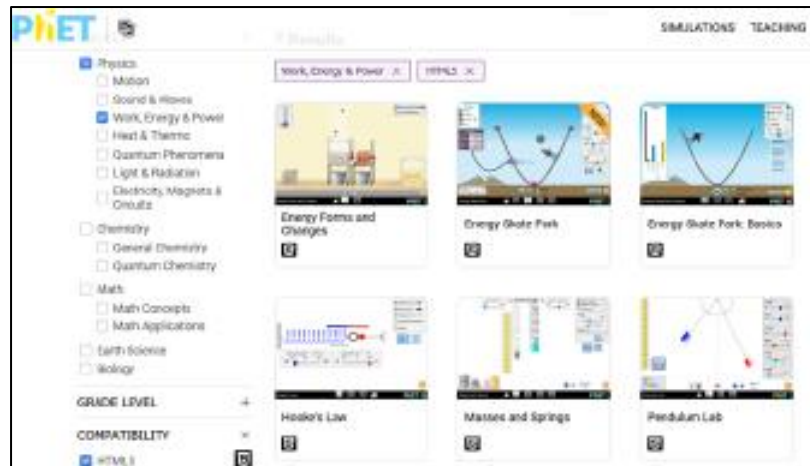 PhET
SIMULATIONS TEACHING
Physics
Motion
Sound & Waves
Work, Energy & Power
Heat & Thermo
Quantum Phenomena
Light & Radiation
Electricity, Magnets &
Circuits
Chemistry
General Chemistry
Quantum Chemistry
Math
Math Concepts
Math Applications
Earth Science
Biology
GRADE LEVEL +
COMPATIBILITY
HTML5
Results
Work, Energy & Power X HTML5 X
Energy Forms and
Changes
Energy Skate Park
Energy Skate Park: Basics
Hooke's Law
Masses and Springs
Pendulum Lab